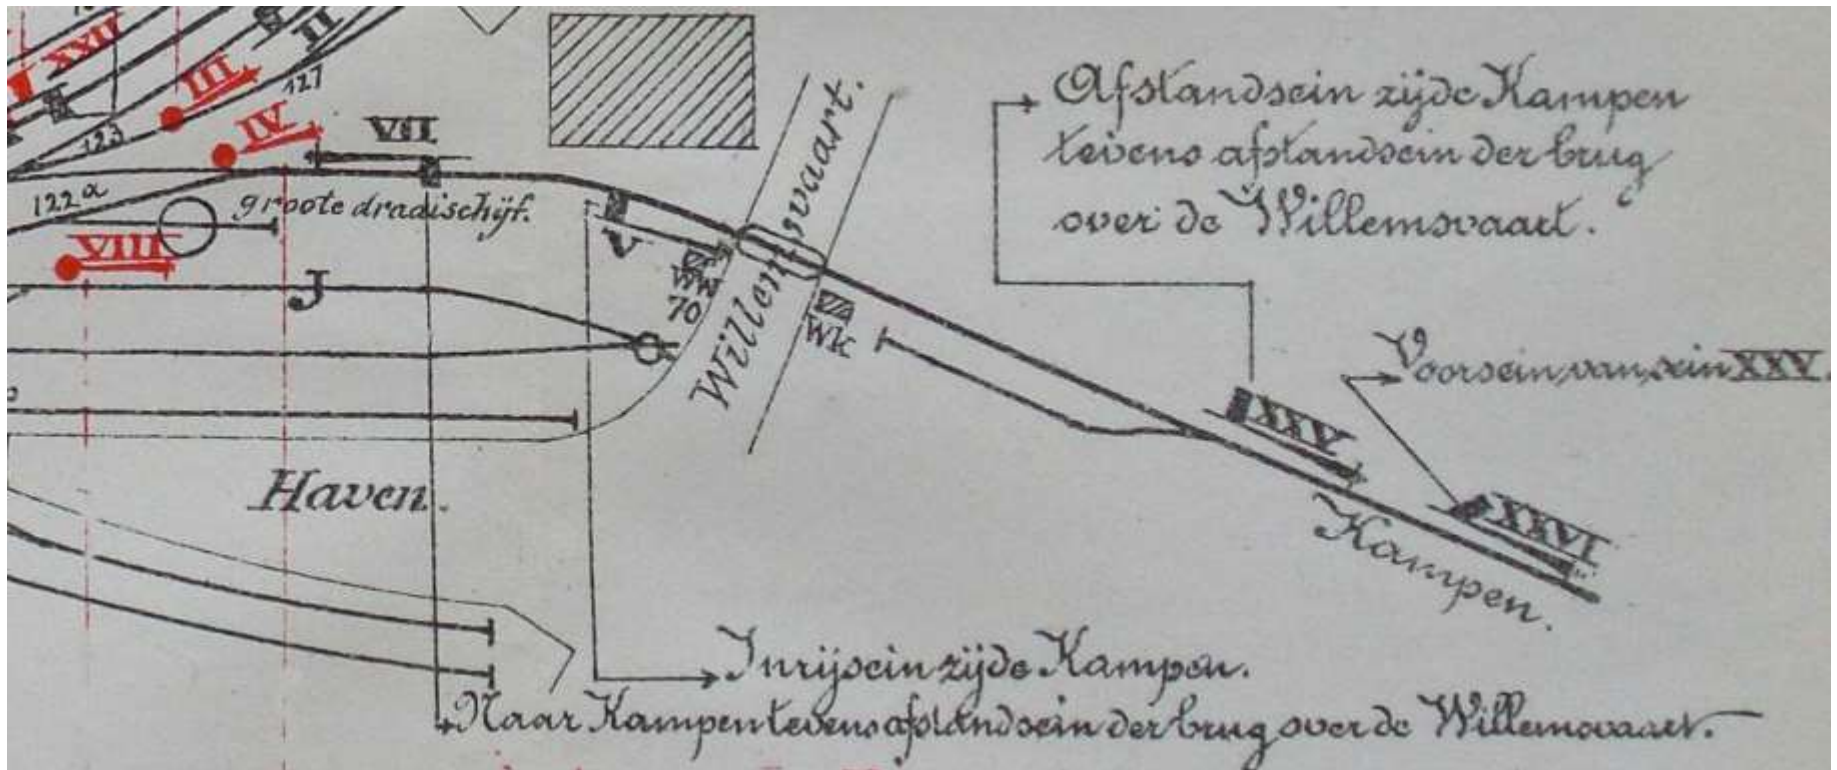 XXII
III
II
127
IV
123
VII
122a
groote draaischijf.
VIII
J
V
WW
70
Willemsvaart.
Wk
Afstandsein zijde Kampen
tevens afstandsein der brug
over de Willemsvaart.
Voorsein van sein XXV.
XXV
XXVI
Kampen.
Haven.
Inrijsein zijde Kampen.
Naar Kampen tevens afstandsein der brug over de Willemsvaart.